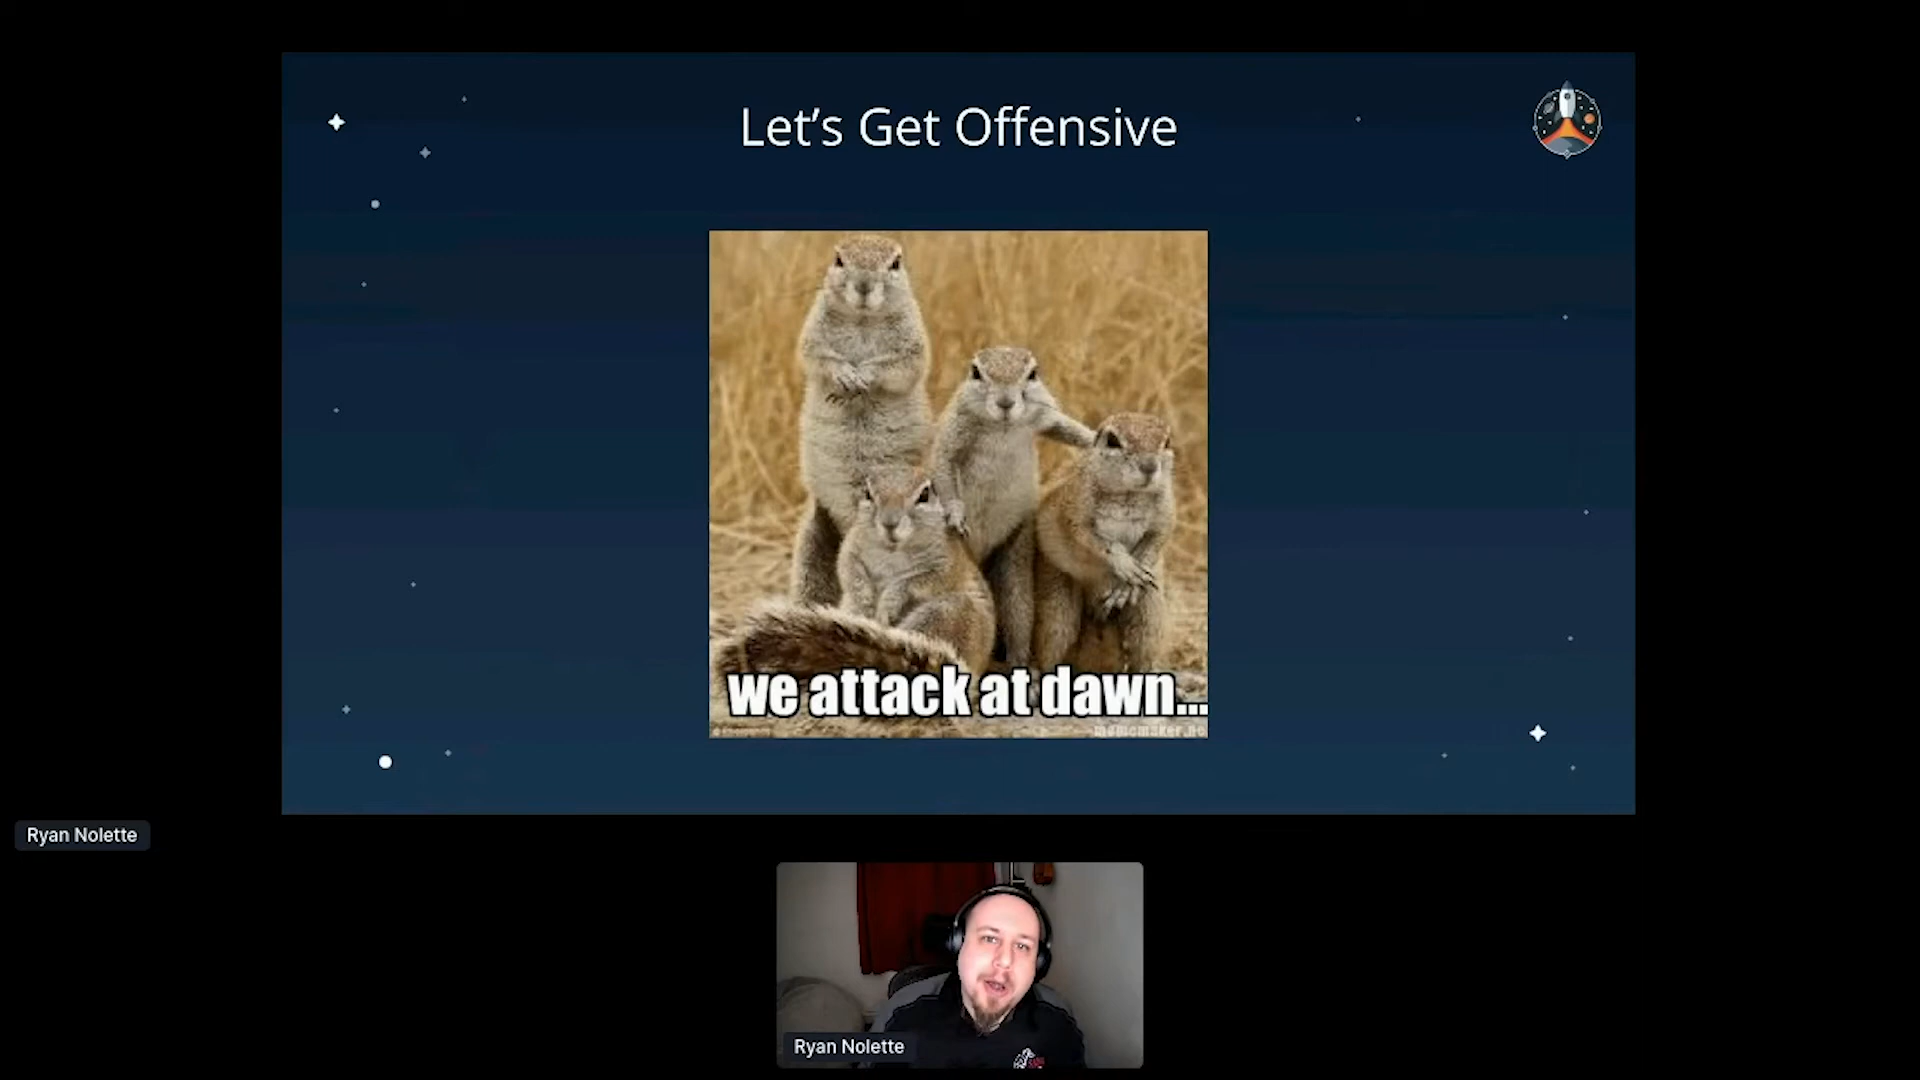 Let's Get Offensive
we attack at dawn...
Ryan Nolette
Ryan Nolette